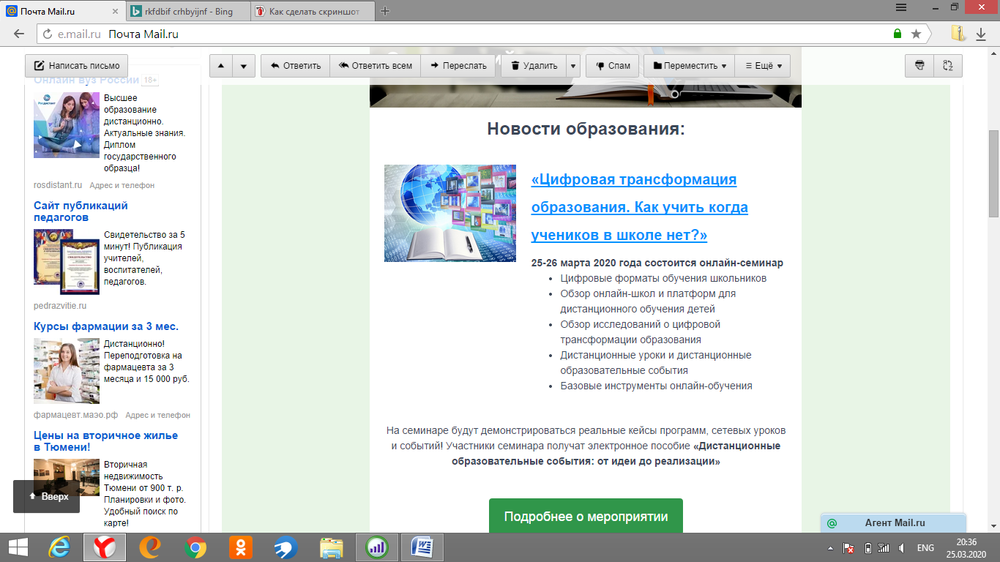 Почта Mail.ru
rkfdbif crhbyijnf - Bing
Как сделать скриншот
e.mail.ru Почта Mail.ru
Написать письмо
Ответить
Ответить всем
Переслать
Удалить
Спам
Переместить
Ещё
Онлайн вуз России 18+
Высшее
образование
дистанционно.
Актуальные знания.
Диплом
государственного
образца!
rosdistant.ru Адрес и телефон
Сайт публикаций
педагогов
Свидетельство за 5
минут! Публикация
учителей,
воспитателей,
педагогов.
pedrazvitie.ru
Курсы фармации за 3 мес.
Дистанционно!
Переподготовка на
фармацевта за 3
месяца и 15 000 руб.
фармацевт.маэо.рф Адрес и телефон
Цены на вторичное жилье
в Тюмени!
Вторичная
недвижимость
Тюмени от 900 т. р.
Планировки и фото.
Удобный поиск по
карте!
Вверх
Новости образования:
«Цифровая трансформация
образования. Как учить когда
учеников в школе нет?»
25-26 марта 2020 года состоится онлайн-семинар
• Цифровые форматы обучения школьников
• Обзор онлайн-школ и платформ для
дистанционного обучения детей
• Обзор исследований о цифровой
трансформации образования
• Дистанционные уроки и дистанционные
образовательные события
• Базовые инструменты онлайн-обучения
На семинаре будут демонстрироваться реальные кейсы программ, сетевых уроков
и событий! Участники семинара получат электронное пособие «Дистанционные
образовательные события: от идеи до реализации»
Подробнее о мероприятии
Агент Mail.ru
ENG
20:36
25.03.2020